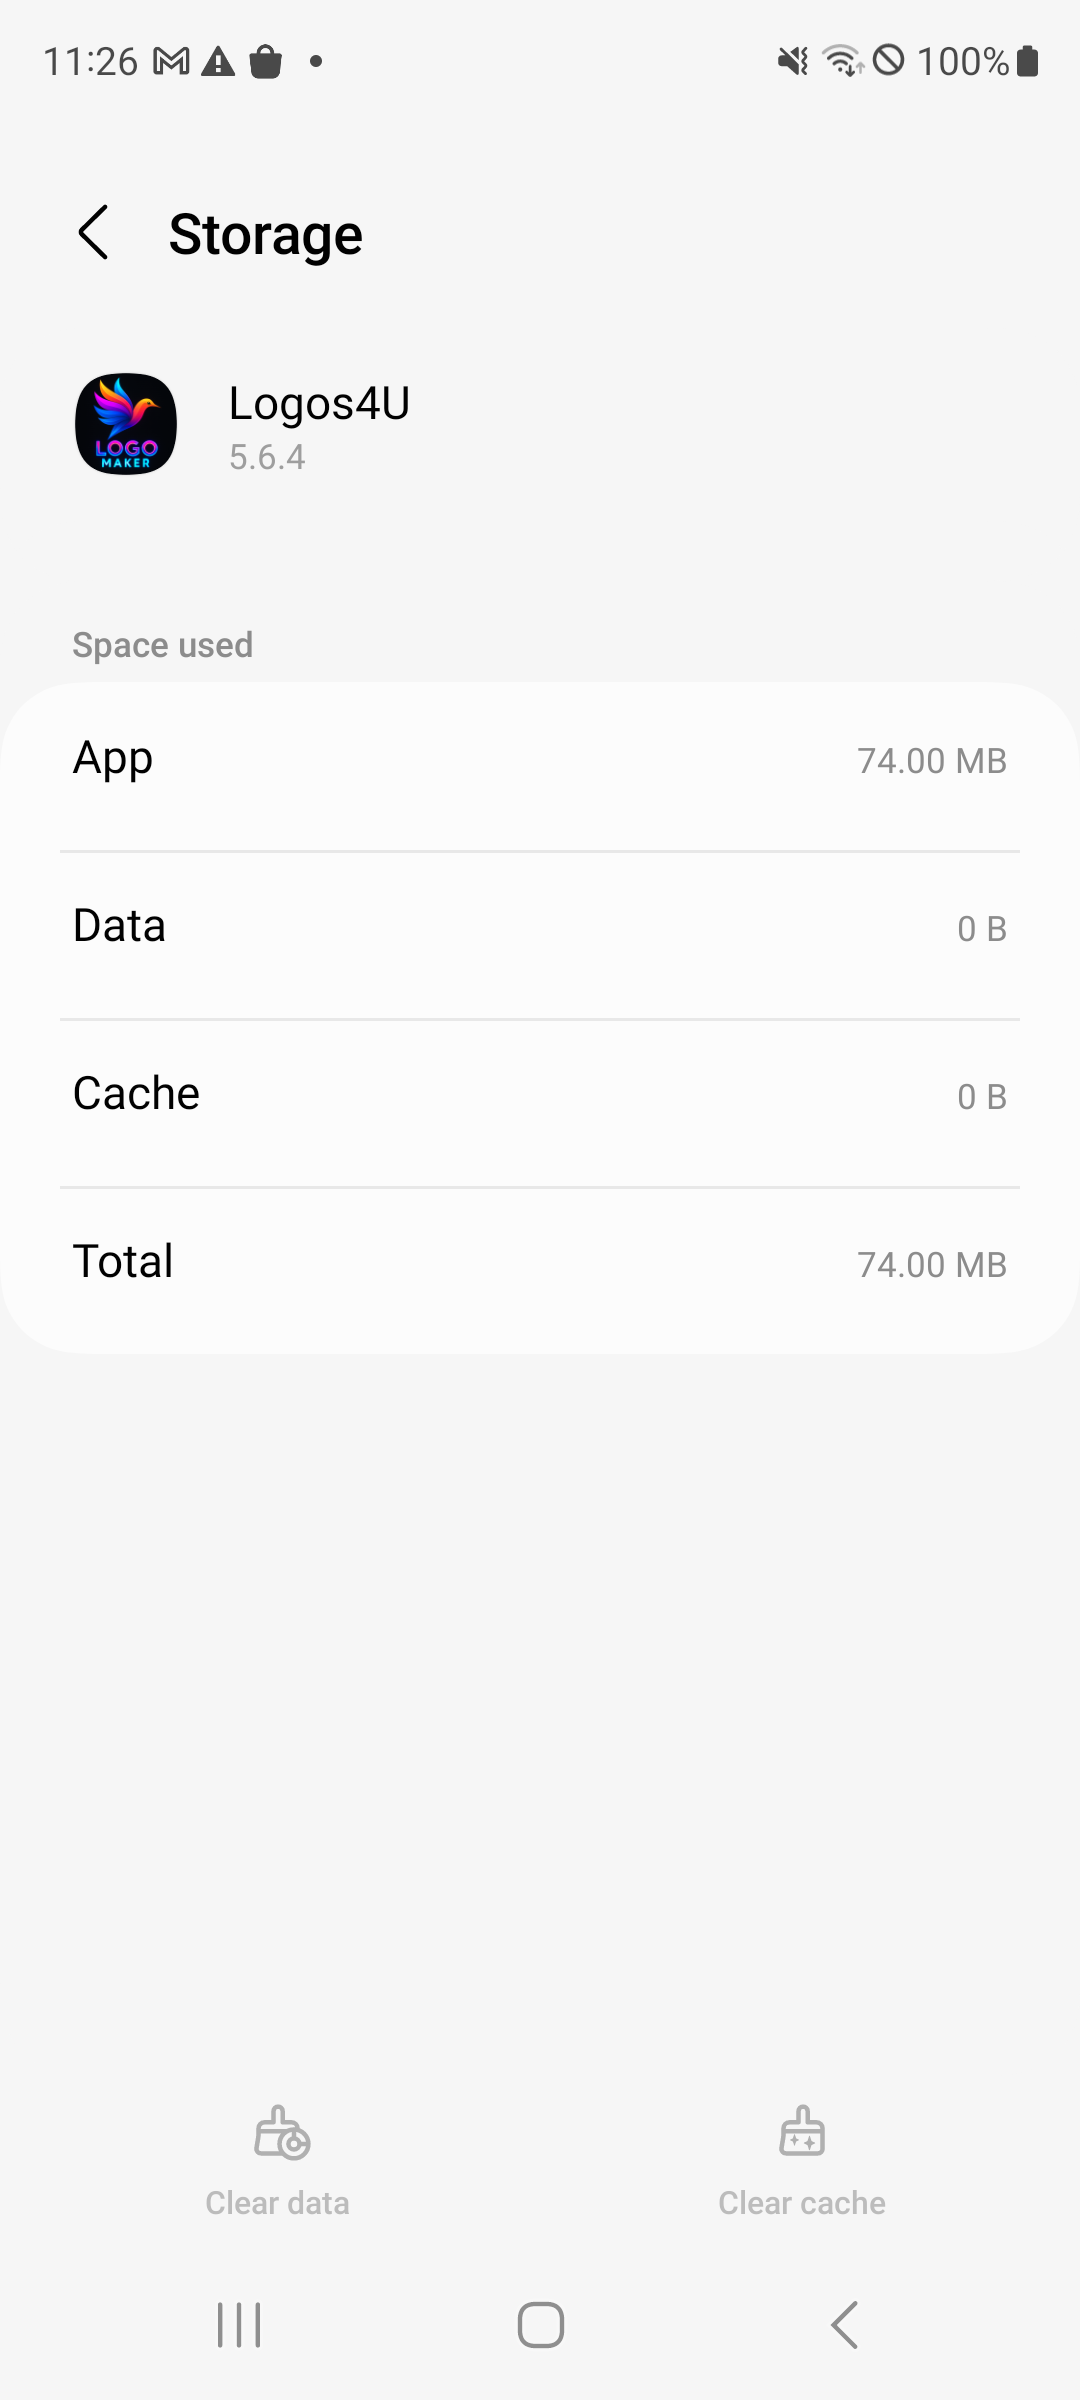 11:26
100%
Storage
LOGO
MAKER
Logos4U
5.6.4
Space used
App
74.00 MB
Data
0 B
Cache
0 B
Total
74.00 MB
Clear data
Clear cache